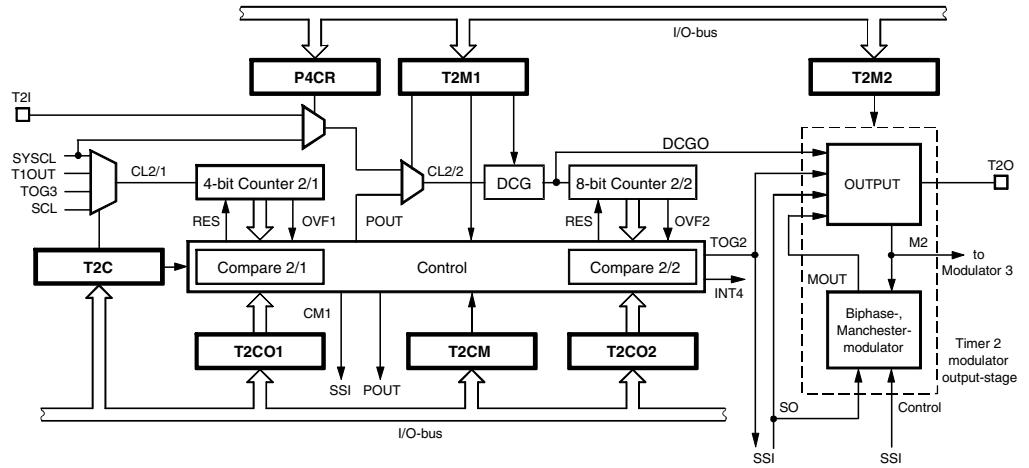 I/O-bus
P4CR
T2M1
T2M2
T2I
SYSCL
T1OUT
TOG3
SCL
CL2/1
4-bit Counter 2/1
CL2/2
DCG
8-bit Counter 2/2
DCGO
OUTPUT
T2O
RES
OVF1
POUT
RES
OVF2
TOG2
M2
to
Modulator 3
T2C
Compare 2/1
Control
Compare 2/2
INT4
MOUT
Biphase-,
Manchester-
modulator
CM1
T2CO1
T2CM
T2CO2
Timer 2
modulator
output-stage
SSI
POUT
SO
Control
I/O-bus
SSI
SSI